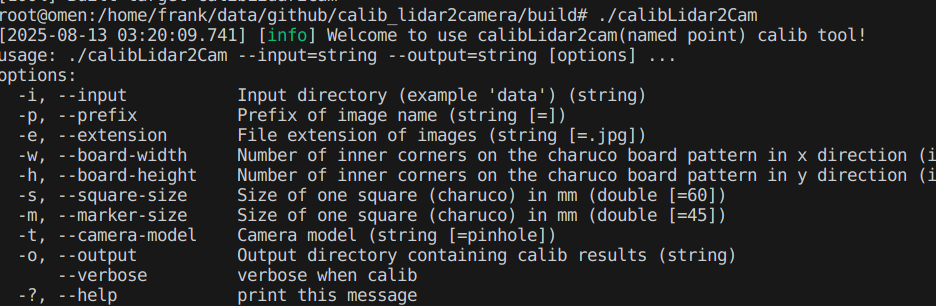 root@omen:/home/frank/data/github/calib_lidar2camera/build# ./calibLidar2Cam
[2025-08-13 03:20:09.741] [info] Welcome to use calibLidar2cam(named point) calib tool!
usage: ./calibLidar2Cam --input=string --output=string [options] ...
options:
  -i, --input            Input directory (example 'data') (string)
  -p, --prefix           Prefix of image name (string [=])
  -e, --extension        File extension of images (string [=.jpg])
  -w, --board-width      Number of inner corners on the charuco board pattern in x direction (i
  -h, --board-height     Number of inner corners on the charuco board pattern in y direction (i
  -s, --square-size      Size of one square (charuco) in mm (double [=60])
  -m, --marker-size      Size of one square (charuco) in mm (double [=45])
  -t, --camera-model     Camera model (string [=pinhole])
  -o, --output           Output directory containing calib results (string)
      --verbose          verbose when calib
  -?, --help             print this message